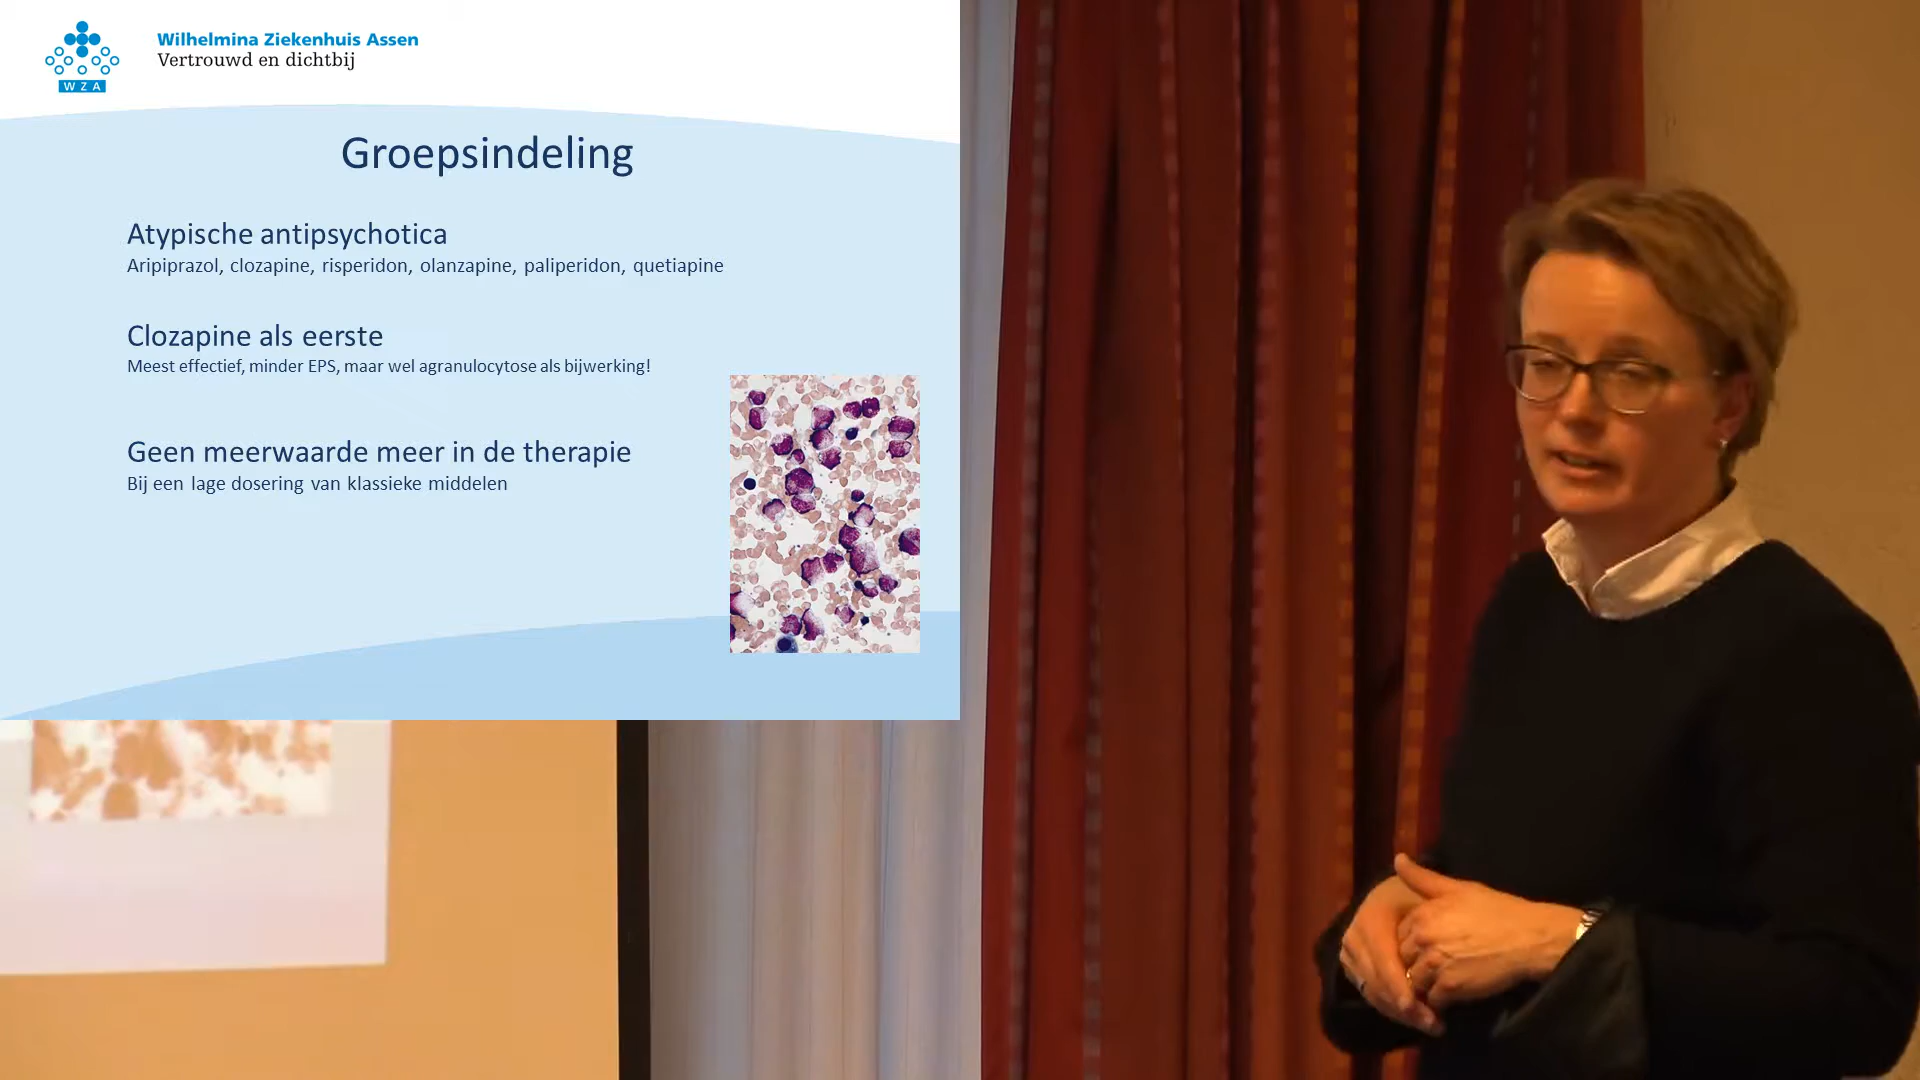 Wilhelmina Ziekenhuis Assen
Vertrouwd en dichtbij
WZA
Groepsindeling
Atypische antipsychotica
Aripiprazol, clozapine, risperidon, olanzapine, paliperidon, quetiapine
Clozapine als eerste
Meest effectief, minder EPS, maar wel agranulocytose als bijwerking!
Geen meerwaarde meer in de therapie
Bij een lage dosering van klassieke middelen